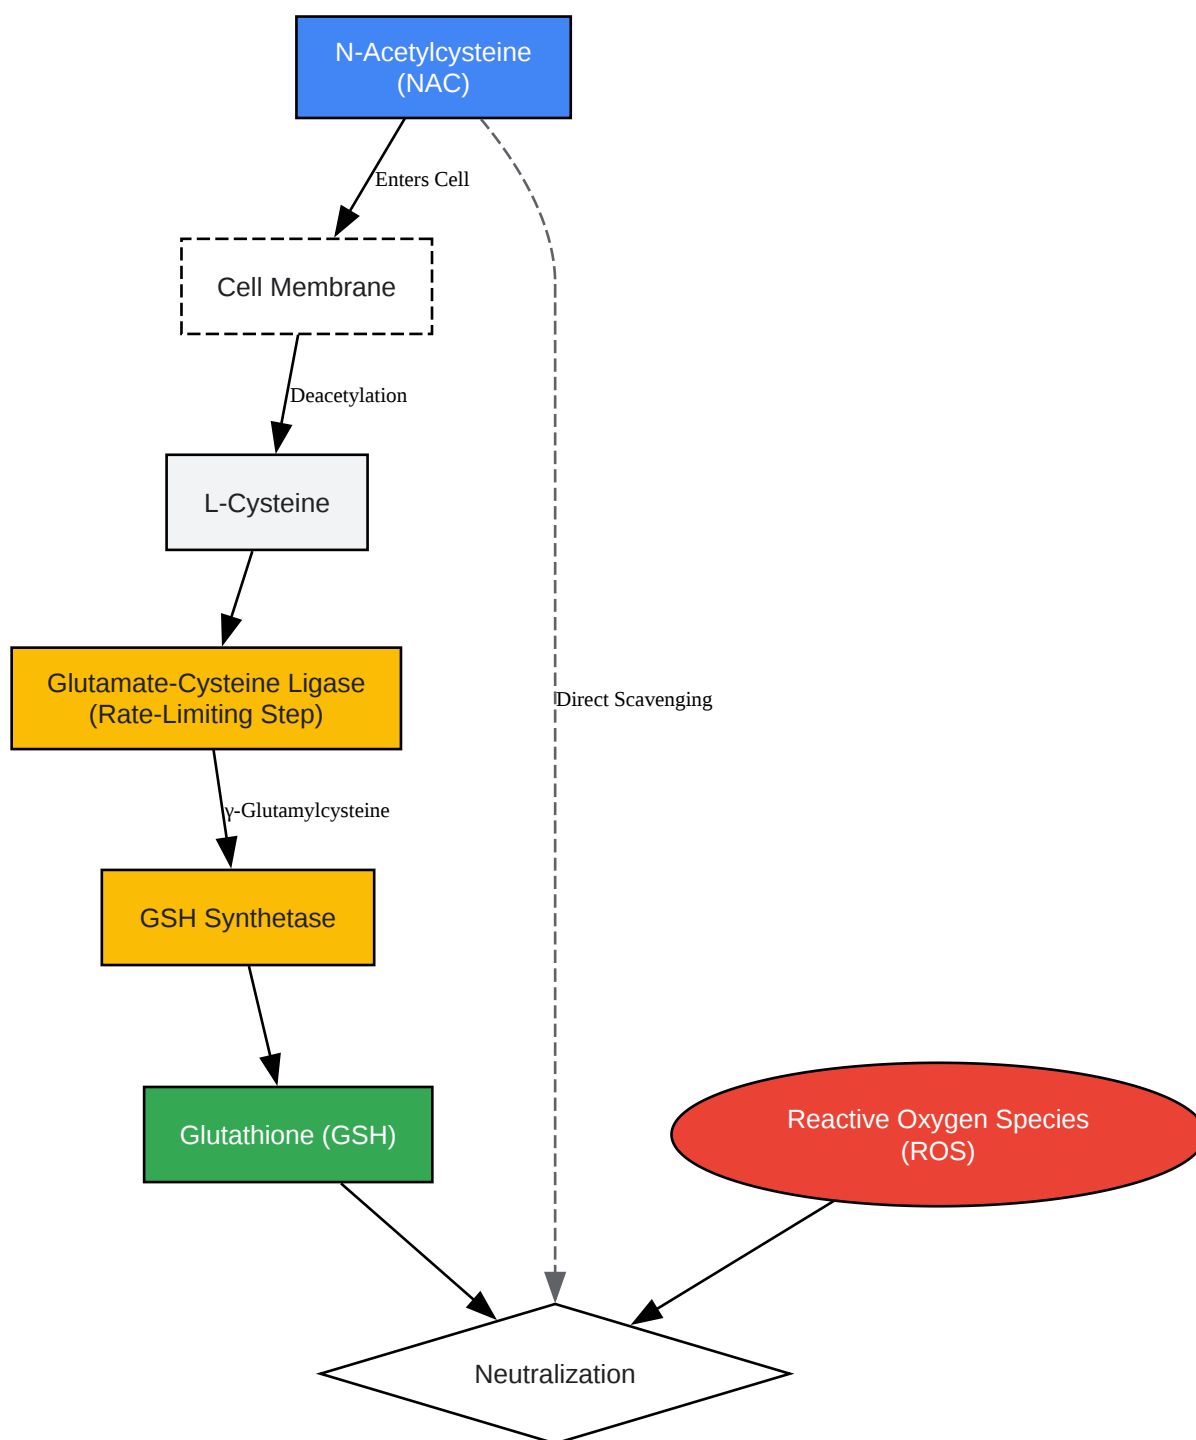 N-Acetylcysteine
(NAC)
Enters Cell
Cell Membrane
Deacetylation
L-Cysteine
Glutamate-Cysteine Ligase
(Rate-Limiting Step)
Direct Scavenging
γ-Glutamylcysteine
GSH Synthetase
Glutathione (GSH)
Reactive Oxygen Species
(ROS)
Neutralization